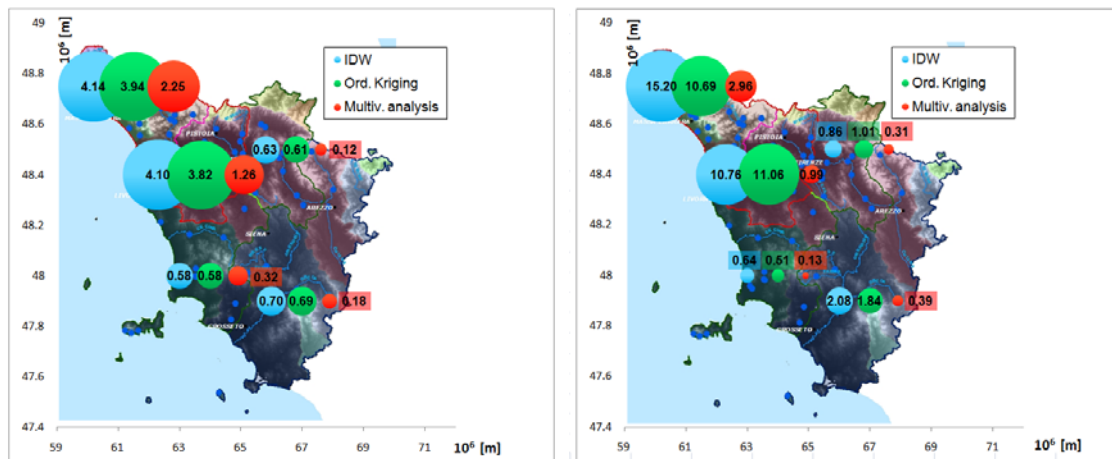 49
10⁶ [m]
48.8
48.6
48.4
48.2
48
47.8
47.6
47.4
59 61 63 65 67 69 71
10⁶ [m]
IDW
Ord. Kriging
Multiv. analysis
4.14 3.94 2.25
PISTOIA
0.63 0.61 0.12
4.10 3.82 1.26
AREZZO
SIENA
0.58 0.58 0.32
0.70 0.69 0.18
GROSSETO
49
10⁶ [m]
48.8
48.6
48.4
48.2
48
47.8
47.6
47.4
59 61 63 65 67 69 71
10⁶ [m]
IDW
Ord. Kriging
Multiv. analysis
15.20 10.69 2.96
PISTOIA
0.86 1.01 0.31
FIRENZE
10.76 11.06 0.99
AREZZO
SIENA
0.64 0.51 0.13
2.08 1.84 0.39
GROSSETO